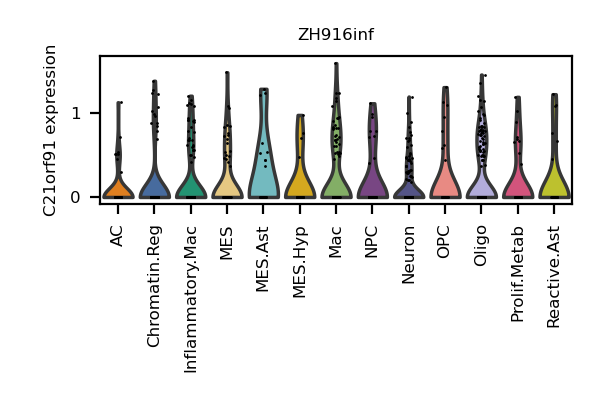 ZH916inf
C21orf91 expression
1
0
AC
Chromatin.Reg
Inflammatory.Mac
MES
MES.Ast
MES.Hyp
Mac
NPC
Neuron
OPC
Oligo
Prolif.Metab
Reactive.Ast